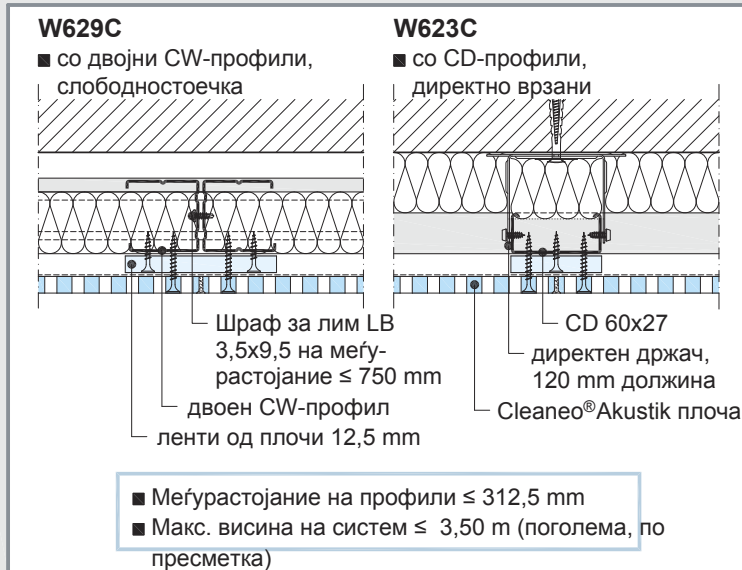 W629C
■ со двојни CW-профили,
слободностоечка
W623C
■ со CD-профили,
директно врзани
Шраф за лим LB
3,5x9,5 на меѓу-
растојание ≤ 750 mm
двоен CW-профил
ленти од плочи 12,5 mm
CD 60x27
директен држач,
120 mm должина
Cleaneo®Akustik плоча
■ Меѓурастојание на профили ≤ 312,5 mm
■ Макс. висина на систем ≤ 3,50 m (поголема, по
пресметка)